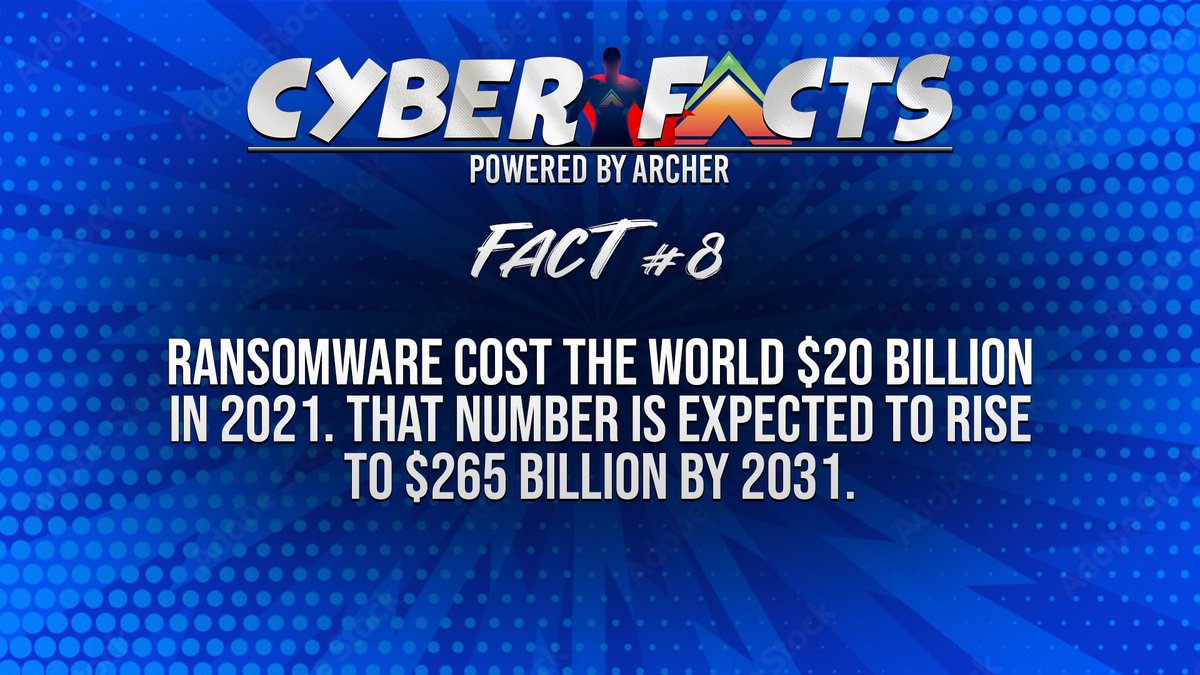 CYBER FACTS
POWERED BY ARCHER
FACT #8
RANSOMWARE COST THE WORLD $20 BILLION
IN 2021. THAT NUMBER IS EXPECTED TO RISE
TO $265 BILLION BY 2031.